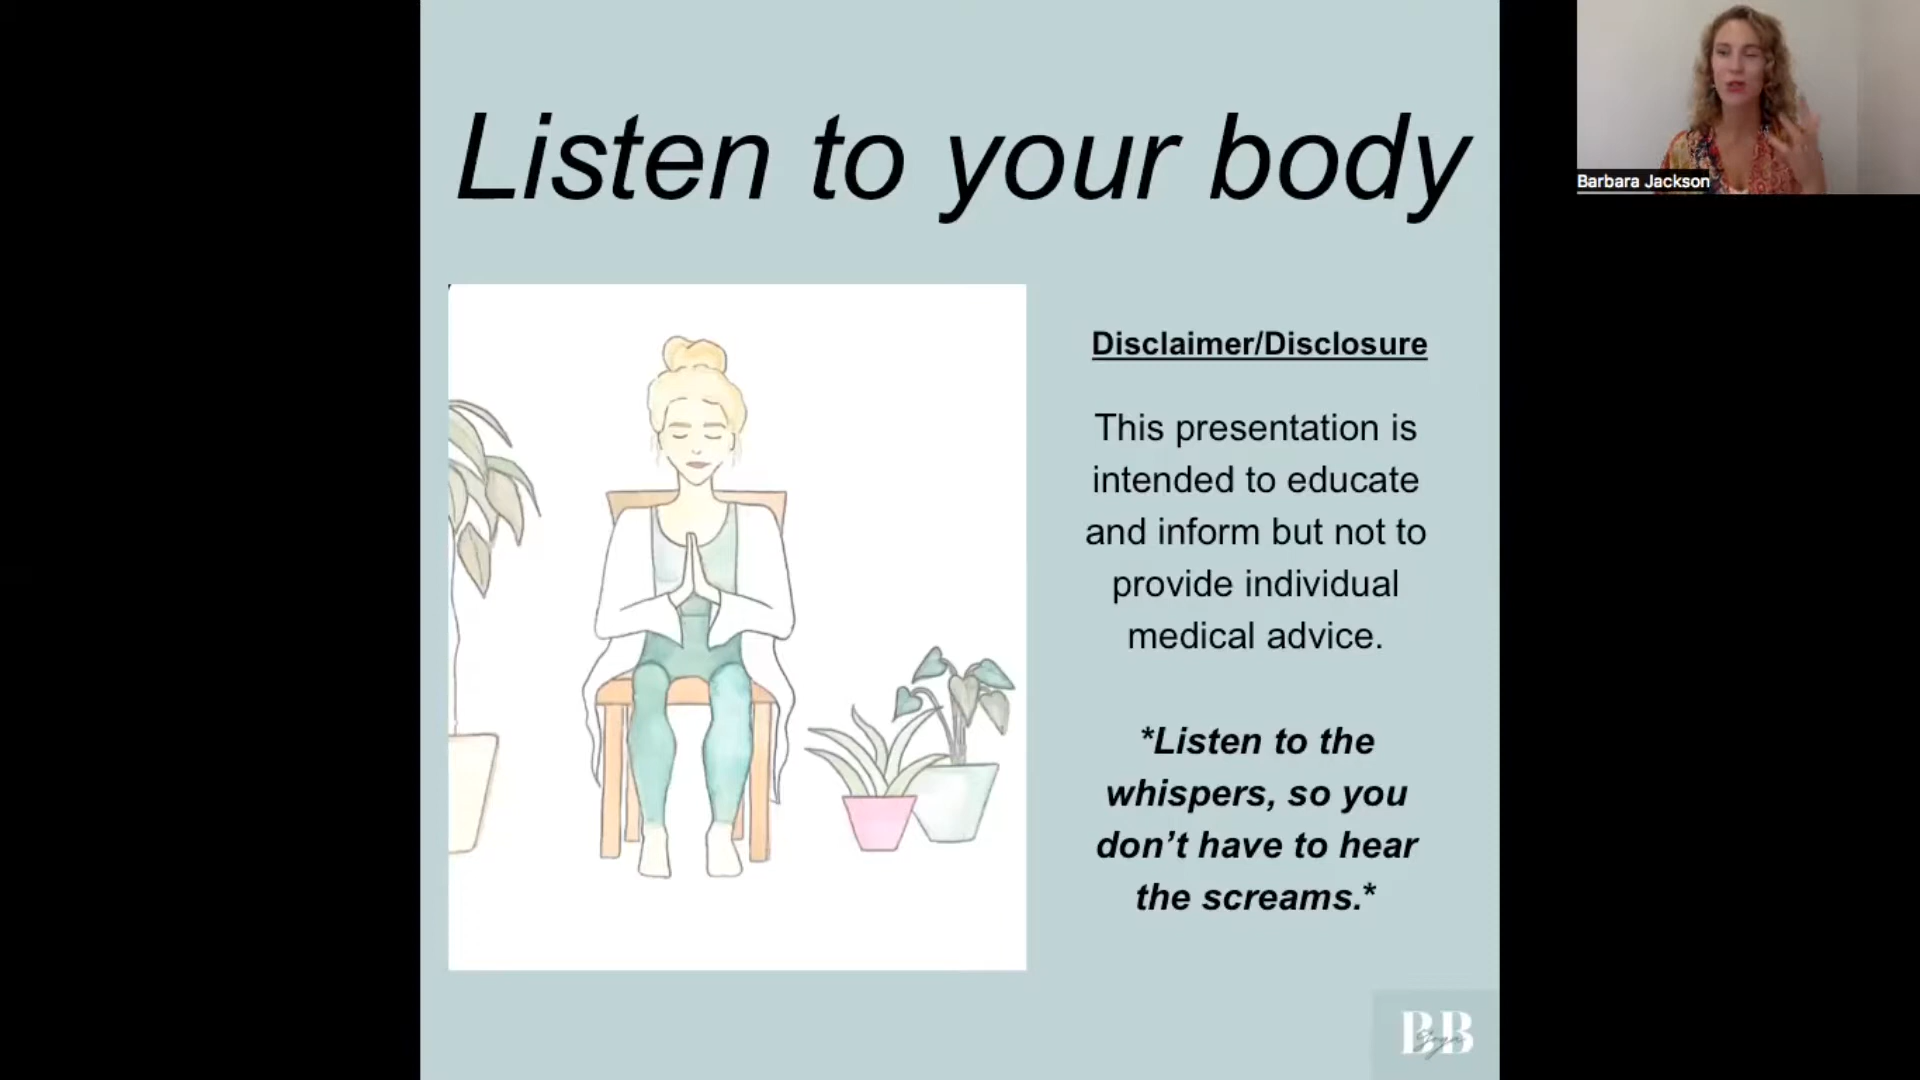 Listen to your body
Barbara Jackson
Disclaimer/Disclosure
This presentation is
intended to educate
and inform but not to
provide individual
medical advice.
*Listen to the
whispers, so you
don’t have to hear
the screams.*
BB